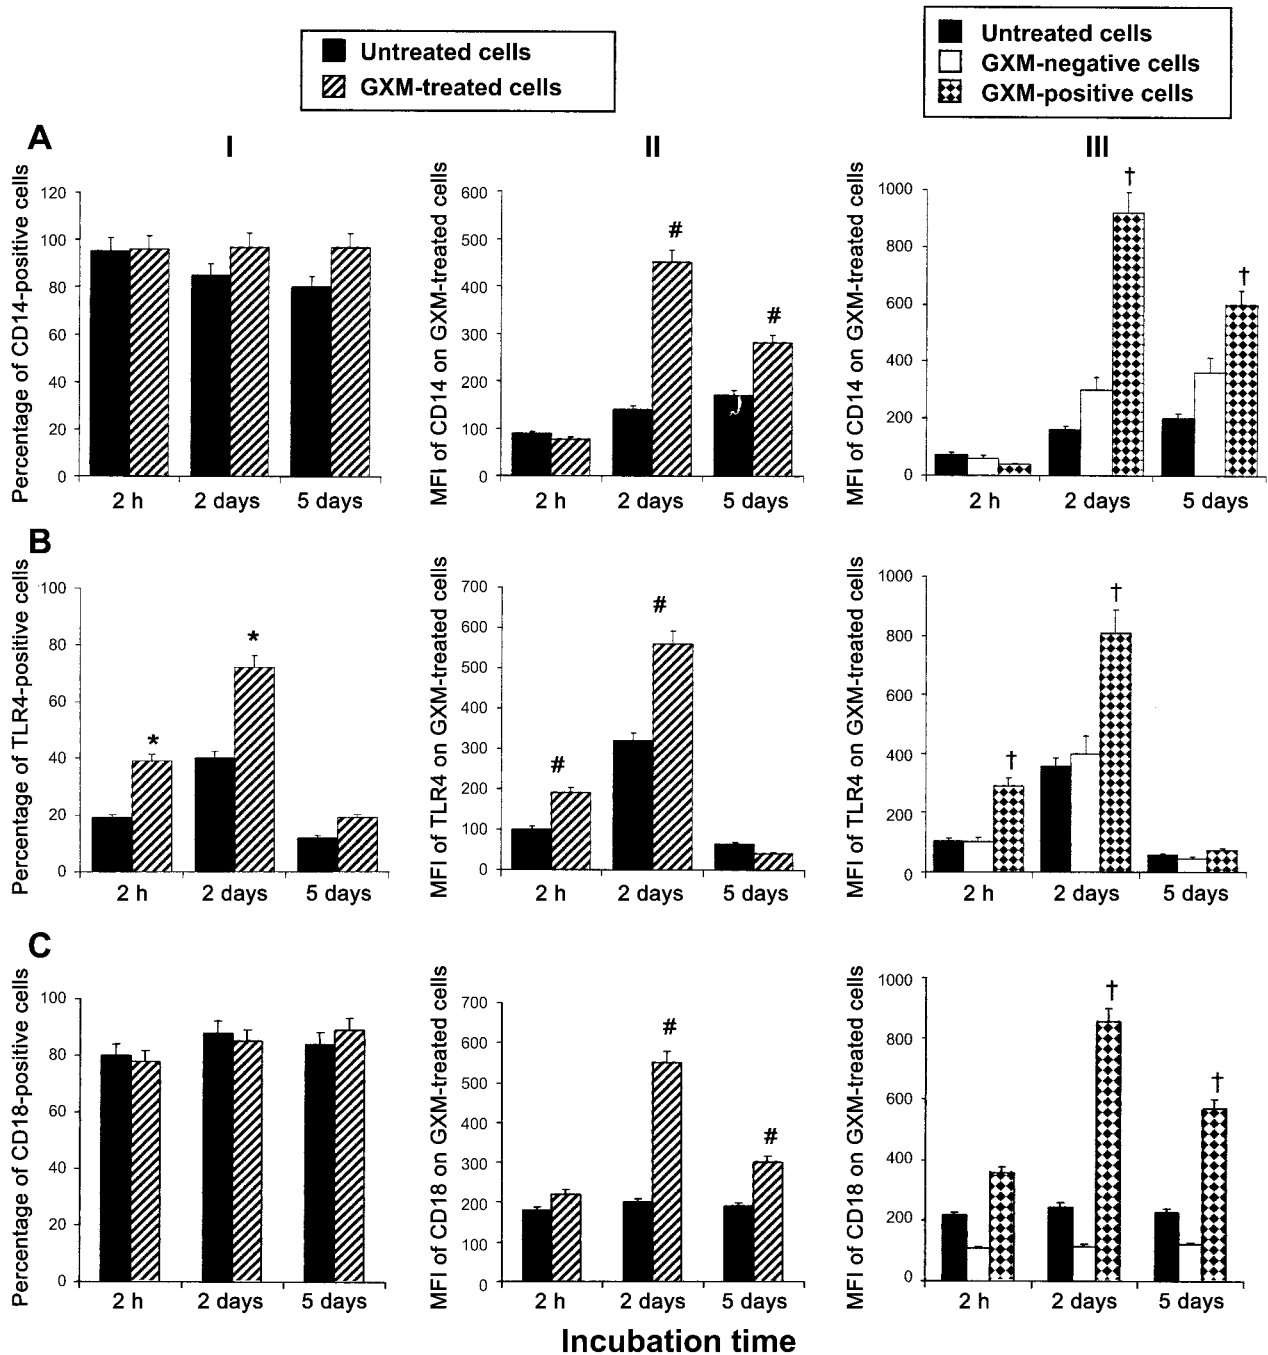 Untreated cells
GXM-treated cells
Untreated cells
GXM-negative cells
GXM-positive cells
A
I
II
III
Percentage of CD14-positive cells
120
100
80
60
40
20
0
2 h 2 days 5 days
MFI of CD14 on GXM-treated cells
600
500
400
300
200
100
0
# #
2 h 2 days 5 days
MFI of CD14 on GXM-treated cells
1000
800
600
400
200
0
† †
2 h 2 days 5 days
B
Percentage of TLR4-positive cells
100
80
60
40
20
0
* *
2 h 2 days 5 days
MFI of TLR4 on GXM-treated cells
700
600
500
400
300
200
100
0
# #
2 h 2 days 5 days
MFI of TLR4 on GXM-treated cells
1000
800
600
400
200
0
† †
2 h 2 days 5 days
C
Percentage of CD18-positive cells
100
80
60
40
20
0
2 h 2 days 5 days
MFI of CD18 on GXM-treated cells
700
600
500
400
300
200
100
0
# #
2 h 2 days 5 days
MFI of CD18 on GXM-treated cells
1000
800
600
400
200
0
† †
2 h 2 days 5 days
Incubation time